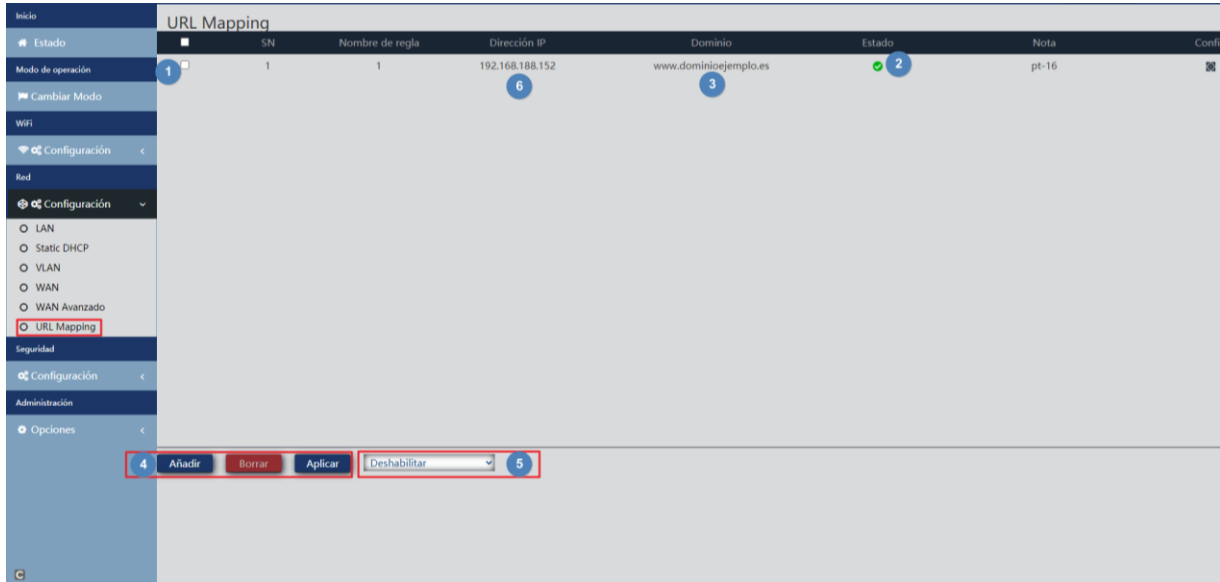 Inicio
Estado
Modo de operación
Cambiar Modo
WiFi
Configuración
Red
Configuración
LAN
Static DHCP
VLAN
WAN
WAN Avanzado
URL Mapping
Seguridad
Configuración
Administración
Opciones
URL Mapping
SN Nombre de regla Dirección IP Dominio Estado Nota Confi
1 1 1 192.168.188.152 www.dominioejemplo.es 2 pt-16
6 3
4 Añadir Borrar Aplicar Deshabilitar 5